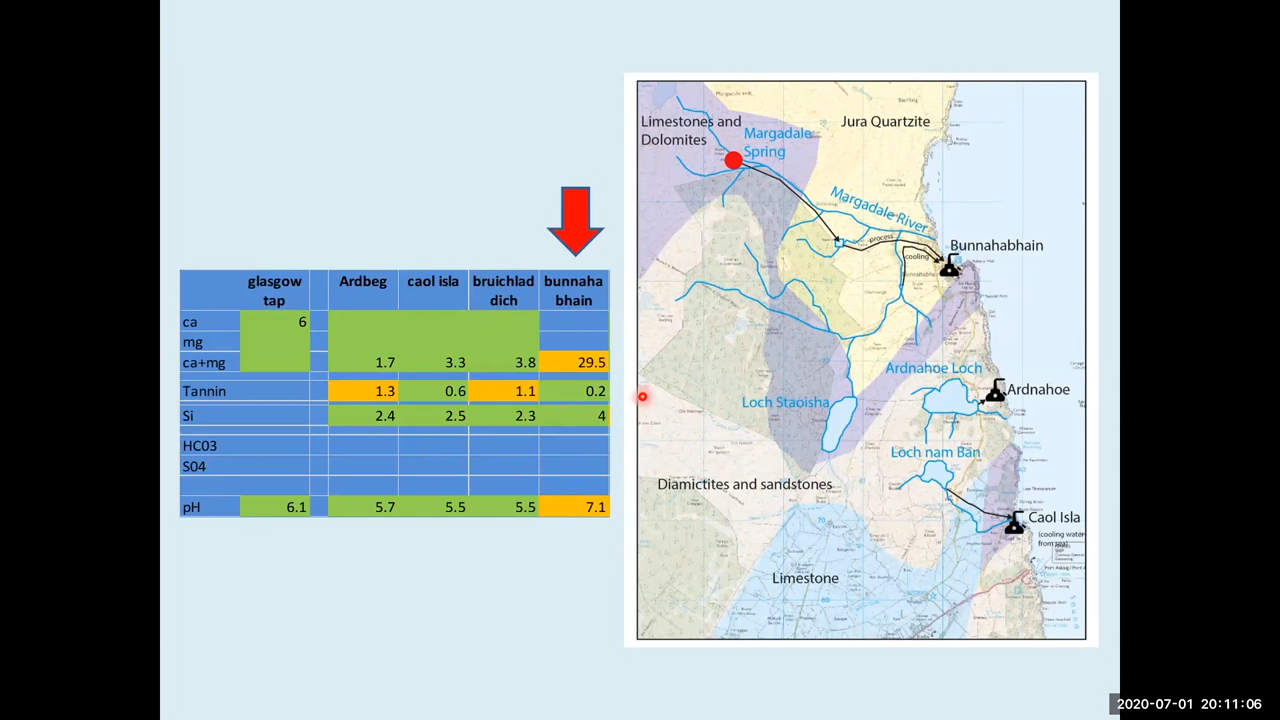 glasgow tap Ardbeg caol isla bruichlad dich bunnaha bhain
ca 6
mg
ca+mg 1.7 3.3 3.8 29.5
Tannin 1.3 0.6 1.1 0.2
Si 2.4 2.5 2.3 4
HC03
S04
pH 6.1 5.7 5.5 5.5 7.1
Limestones and
Dolomites
Margadale
Spring
Jura Quartzite
Margadale River
process
cooling
Bunnahabhain
Ardnahoe Loch
Ardnahoe
Loch Staoisha
Loch nam Ban
Diamictites and sandstones
Caol Isla
(cooling water
from sea)
Limestone
2020-07-01 20:11:06